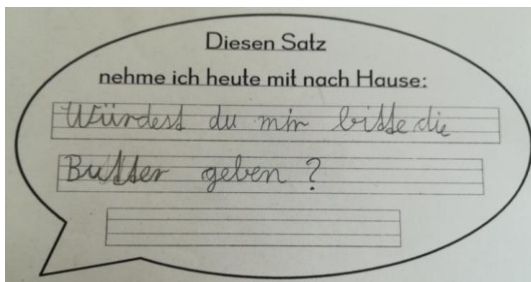 Diesen Satz
nehme ich heute mit nach Hause:
Würdest du mir bitte die
Butter geben ?